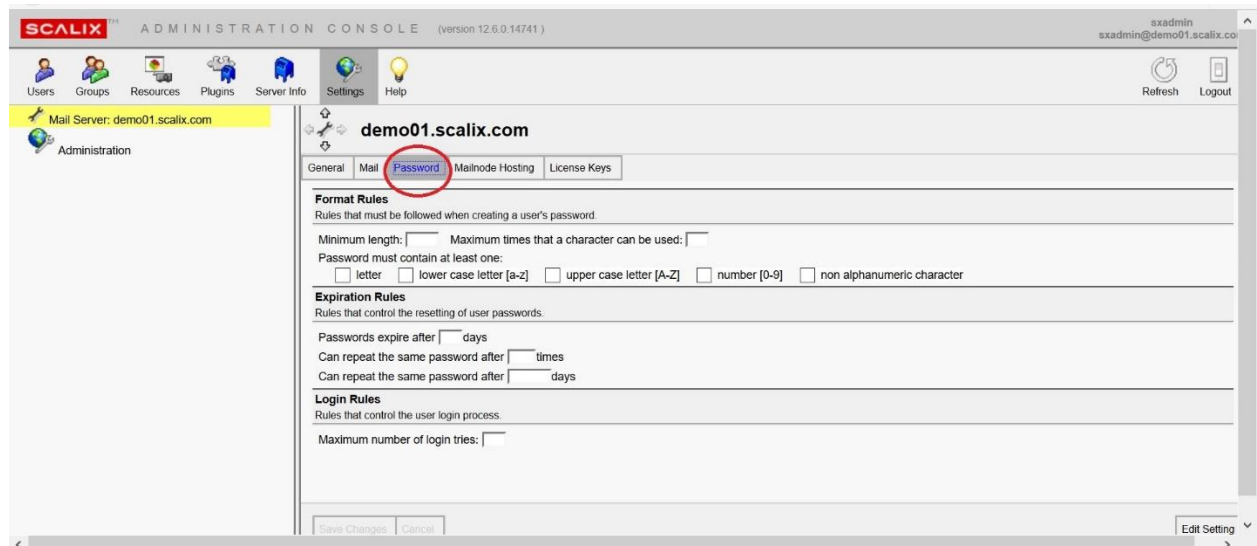 SCALIX™ ADMINISTRATION CONSOLE (version 12.6.0.14741 )
sxadmin
sxadmin@demo01.scalix.co
Users Groups Resources Plugins Server Info Settings Help Refresh Logout
Mail Server: demo01.scalix.com
Administration
demo01.scalix.com
General Mail Password Mailnode Hosting License Keys
Format Rules
Rules that must be followed when creating a user's password.
Minimum length: Maximum times that a character can be used:
Password must contain at least one:
letter lower case letter [a-z] upper case letter [A-Z] number [0-9] non alphanumeric character
Expiration Rules
Rules that control the resetting of user passwords.
Passwords expire after days
Can repeat the same password after times
Can repeat the same password after days
Login Rules
Rules that control the user login process.
Maximum number of login tries:
Save Changes Cancel Edit Setting